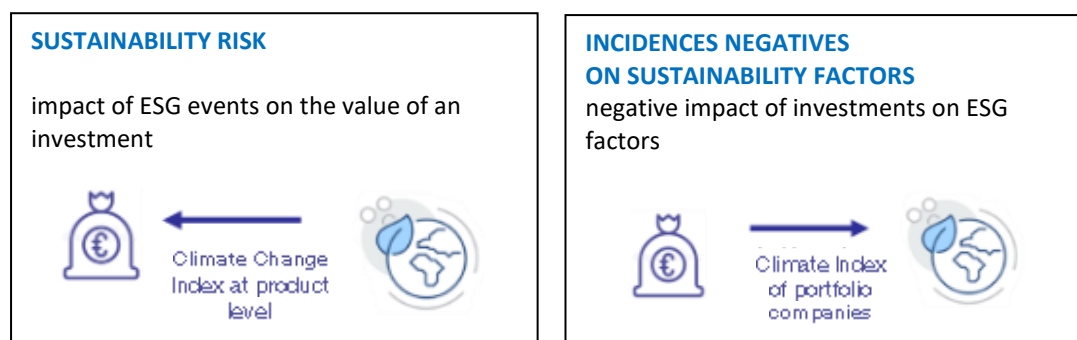 SUSTAINABILITY RISK
impact of ESG events on the value of an
investment
€
Climate Change
Index at product
level
INCIDENCES NEGATIVES
ON SUSTAINABILITY FACTORS
negative impact of investments on ESG
factors
€
Climate Index
of portfolio
companies